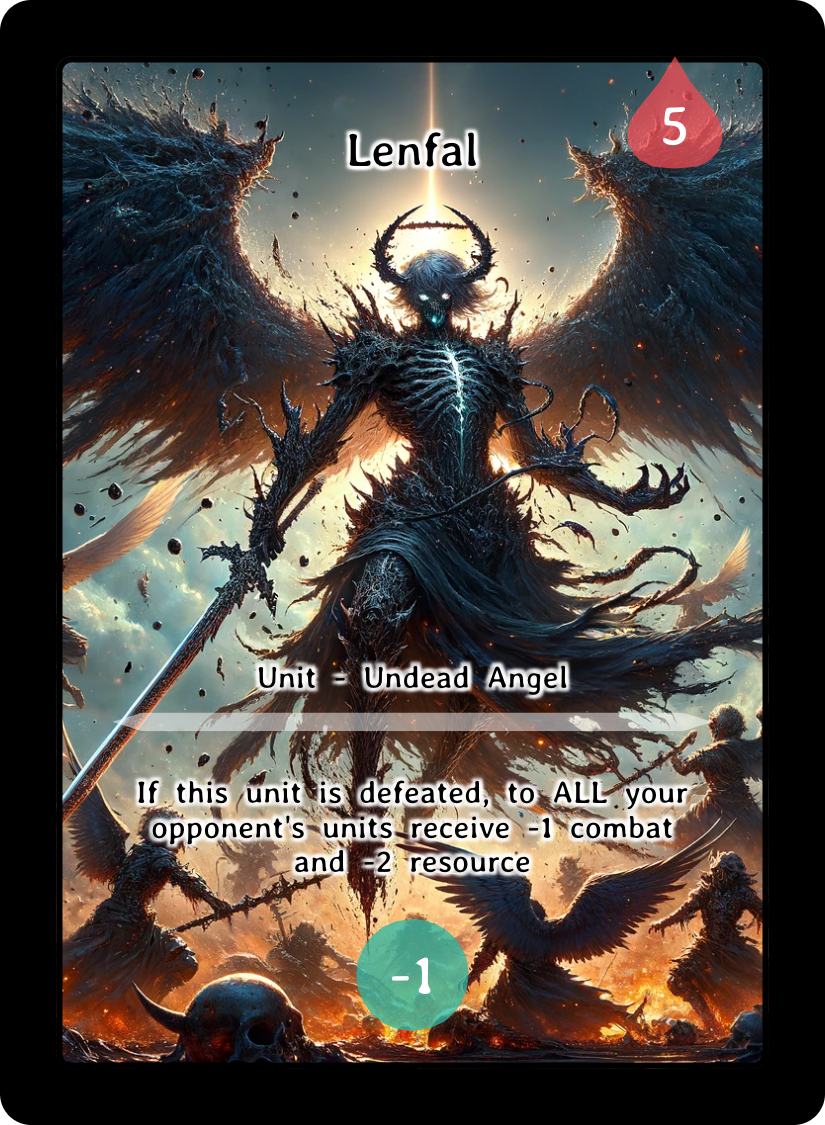 5
Lenfal
Unit - Undead Angel
If this unit is defeated, to ALL your
opponent's units receive -1 combat
and -2 resource
-1